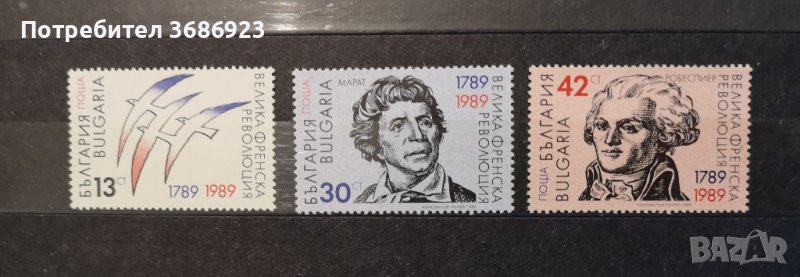 Потребител 3686923
БЪЛГАРИЯ ПОЩА
BULGARIA
13 СТ
1789 1989
ВЕЛИКА ФРЕНСКА
РЕВОЛЮЦИЯ
МАРАТ
ПОЩА
БЪЛГАРИЯ
BULGARIA
30 СТ
1789
1989
ВЕЛИКА ФРЕНСКА
РЕВОЛЮЦИЯ
42 СТ
РОБЕСПИЕР
ПОЩА
БЪЛГАРИЯ
BULGARIA
1789
1989
ВЕЛИКА ФРЕНСКА
РЕВОЛЮЦИЯ
BAZAR